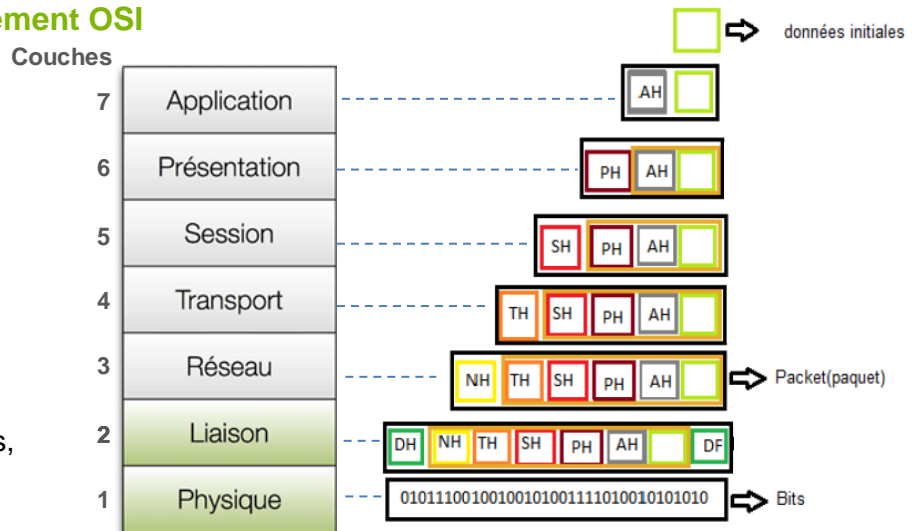 ement OSI
données initiales
Couches
7 Application AH
6 Présentation PH AH
5 Session SH PH AH
4 Transport TH SH PH AH
3 Réseau NH TH SH PH AH Packet(paquet)
s,
2 Liaison DH NH TH SH PH AH DF
1 Physique 0101110010010010100111101001010101010 Bits